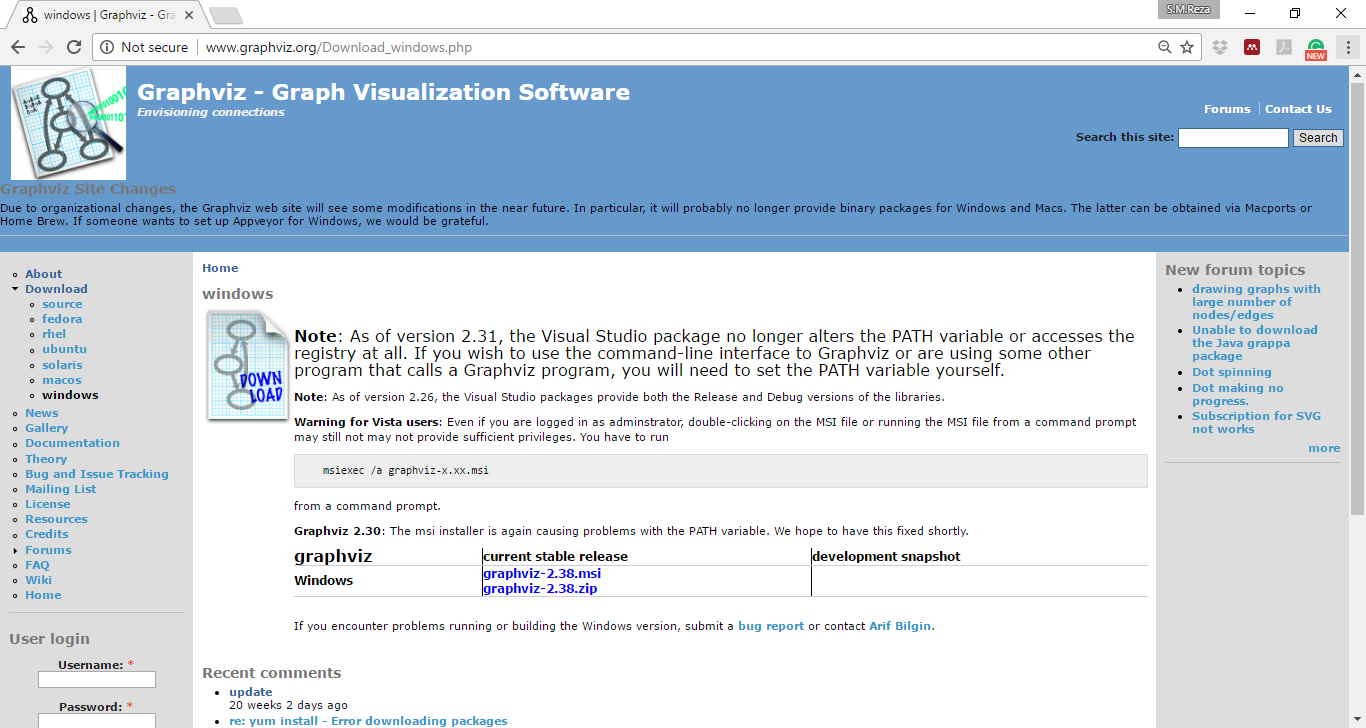 windows | Graphviz - Gra
S.M.Reza
Not secure
www.graphviz.org/Download_windows.php
NEW
Graphviz - Graph Visualization Software
Envisioning connections
Forums
Contact Us
Search this site:
Search
Graphviz Site Changes
Due to organizational changes, the Graphviz web site will see some modifications in the near future. In particular, it will probably no longer provide binary packages for Windows and Macs. The latter can be obtained via Macports or
Home Brew. If someone wants to set up Appveyor for Windows, we would be grateful.
About
Download
source
fedora
rhel
ubuntu
solaris
macos
windows
News
Gallery
Documentation
Theory
Bug and Issue Tracking
Mailing List
License
Resources
Credits
Forums
FAQ
Wiki
Home
User login
Username: *
Password: *
Home
windows
DOWN
LOAD
Note: As of version 2.31, the Visual Studio package no longer alters the PATH variable or accesses the
registry at all. If you wish to use the command-line interface to Graphviz or are using some other
program that calls a Graphviz program, you will need to set the PATH variable yourself.
Note: As of version 2.26, the Visual Studio packages provide both the Release and Debug versions of the libraries.
Warning for Vista users: Even if you are logged in as adminstrator, double-clicking on the MSI file or running the MSI file from a command prompt
may still not may not provide sufficient privileges. You have to run
msiexec /a graphviz-x.xx.msi
from a command prompt.
Graphviz 2.30: The msi installer is again causing problems with the PATH variable. We hope to have this fixed shortly.
graphviz
current stable release
development snapshot
Windows
graphviz-2.38.msi
graphviz-2.38.zip
If you encounter problems running or building the Windows version, submit a bug report or contact Arif Bilgin.
Recent comments
update
20 weeks 2 days ago
re: yum install - Error downloading packages
New forum topics
drawing graphs with
large number of
nodes/edges
Unable to download
the Java grappa
package
Dot spinning
Dot making no
progress.
Subscription for SVG
not works
more